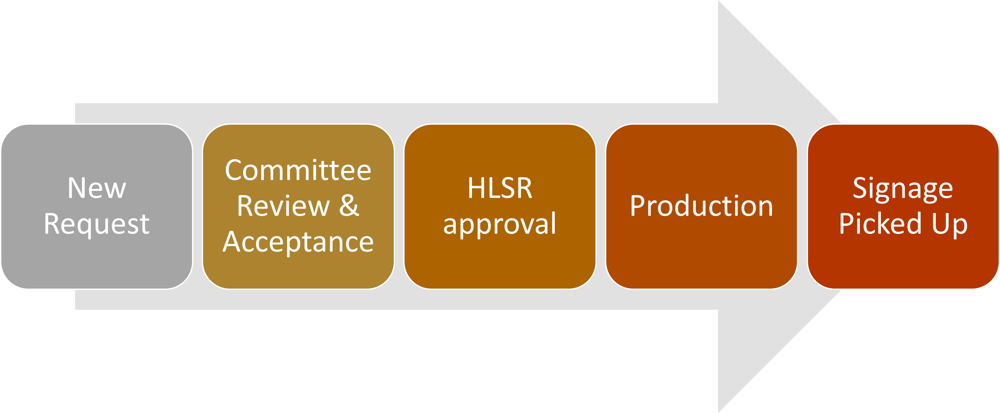 New
Request
Committee
Review &
Acceptance
HLSR
approval
Production
Signage
Picked Up